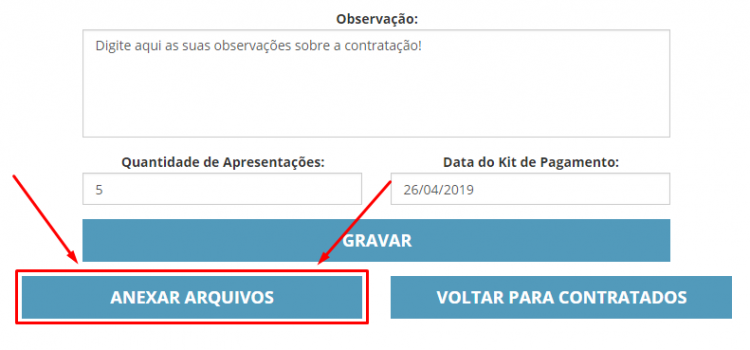 Observação:
Digite aqui as suas observações sobre a contratação!
Quantidade de Apresentações: Data do Kit de Pagamento:
5 26/04/2019
GRAVAR
ANEXAR ARQUIVOS VOLTAR PARA CONTRATADOS